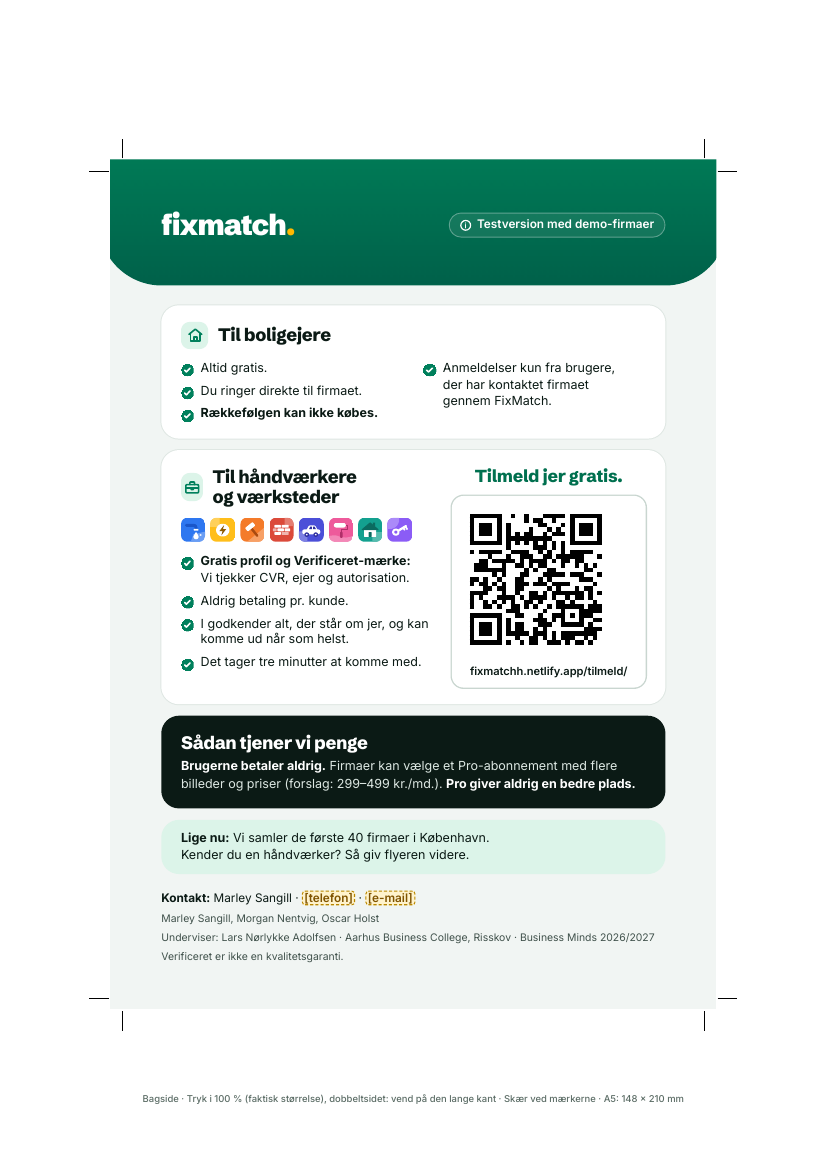 fixmatch.
Testversion med demo-firmaer
Til boligejere
Altid gratis.
Du ringer direkte til firmaet.
Rækkefølgen kan ikke købes.
Anmeldelser kun fra brugere,
der har kontaktet firmaet
gennem FixMatch.
Til håndværkere
og værksteder
Gratis profil og Verificeret-mærke:
Vi tjekker CVR, ejer og autorisation.
Aldrig betaling pr. kunde.
I godkender alt, der står om jer, og kan
komme ud når som helst.
Det tager tre minutter at komme med.
Tilmeld jer gratis.
fixmatchh.netlify.app/tilmeld/
Sådan tjener vi penge
Brugerne betaler aldrig. Firmaer kan vælge et Pro-abonnement med flere
billeder og priser (forslag: 299–499 kr./md.). Pro giver aldrig en bedre plads.
Lige nu: Vi samler de første 40 firmaer i København.
Kender du en håndværker? Så giv flyeren videre.
Kontakt: Marley Sangill · [telefon] · [e-mail]
Marley Sangill, Morgan Nentvig, Oscar Holst
Underviser: Lars Nørlykke Adolfsen · Aarhus Business College, Risskov · Business Minds 2026/2027
Verificeret er ikke en kvalitetsgaranti.
Bagside · Tryk i 100 % (faktisk størrelse), dobbeltsidet: vend på den lange kant · Skær ved mærkerne · A5: 148 × 210 mm